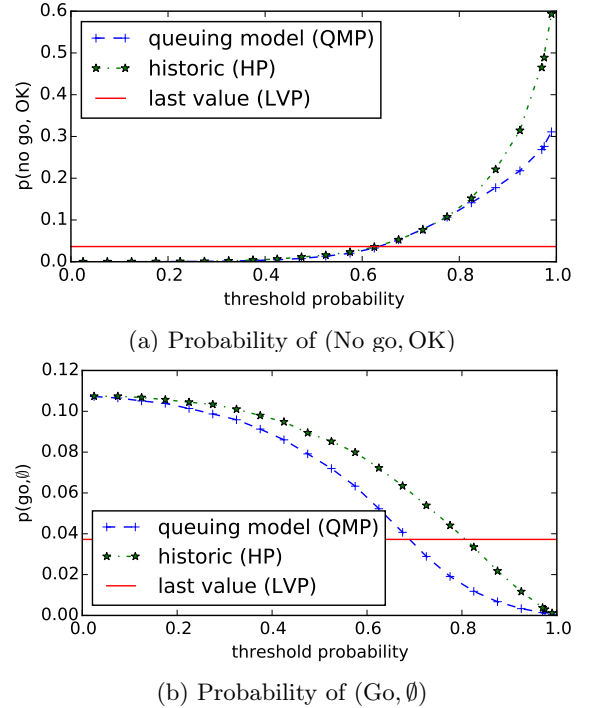 0.6
0.5
0.4
0.3
0.2
0.1
0.0
p(no go, OK)
queuing model (QMP)
historic (HP)
last value (LVP)
0.0 0.2 0.4 0.6 0.8 1.0
threshold probability
(a) Probability of (No go, OK)
0.12
0.10
0.08
0.06
0.04
0.02
0.00
p(go,∅)
queuing model (QMP)
historic (HP)
last value (LVP)
0.0 0.2 0.4 0.6 0.8 1.0
threshold probability
(b) Probability of (Go, ∅)